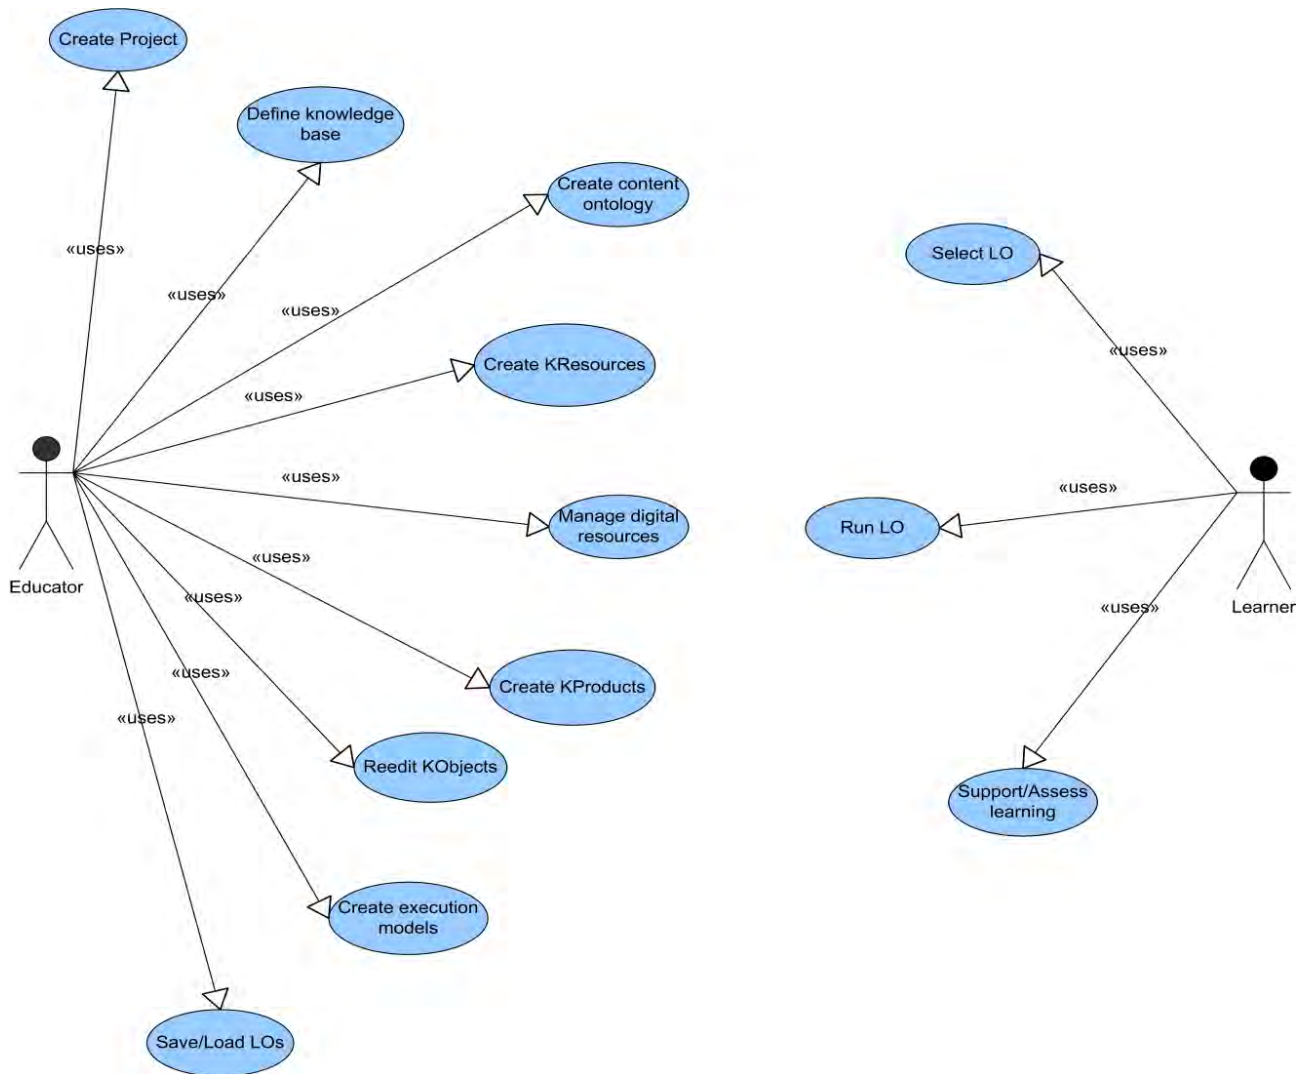 Create Project
Define knowledge
base
Create content
ontology
«uses»
«uses»
«uses»
Create KResources
«uses»
«uses»
Manage digital
resources
Educator
«uses»
«uses»
Create KProducts
«uses»
«uses»
Reedit KObjects
Create execution
models
Save/Load LOs
Select LO
«uses»
«uses»
Run LO
Learner
«uses»
Support/Assess
learning